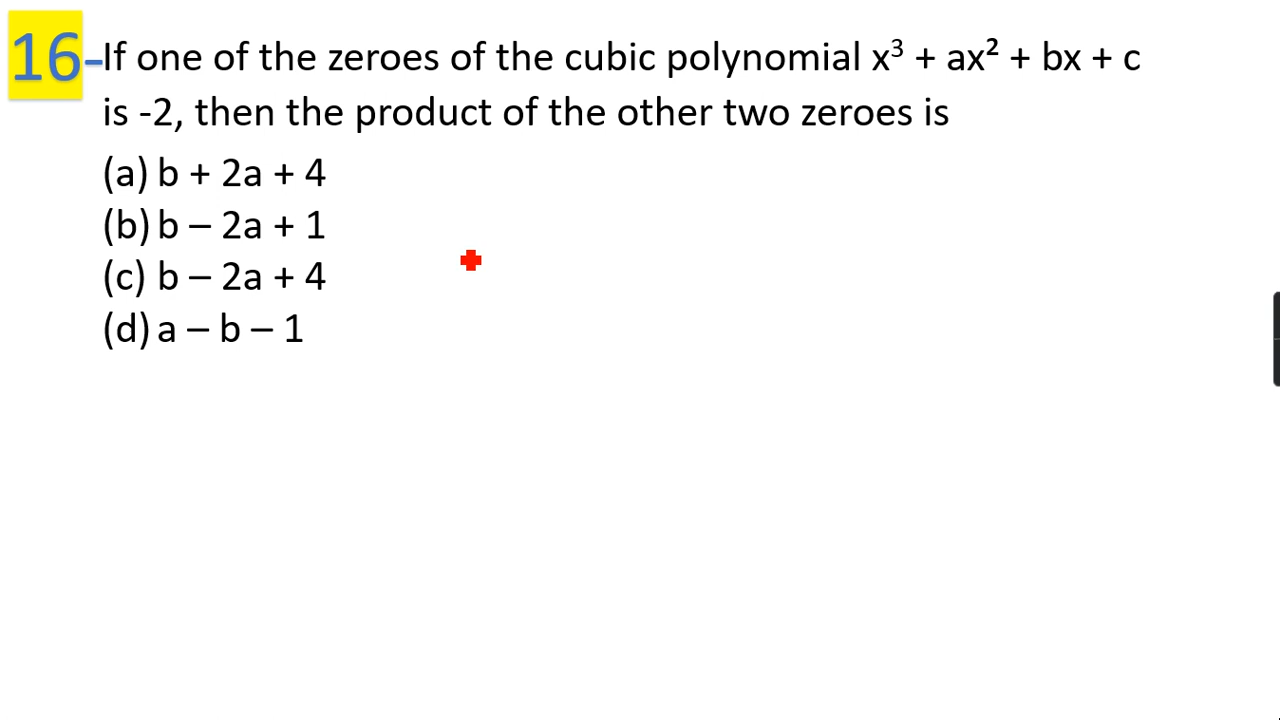 16-If one of the zeroes of the cubic polynomial x³ + ax² + bx + c
is -2, then the product of the other two zeroes is
(a) b + 2a + 4
(b) b – 2a + 1
(c) b – 2a + 4
(d) a – b – 1